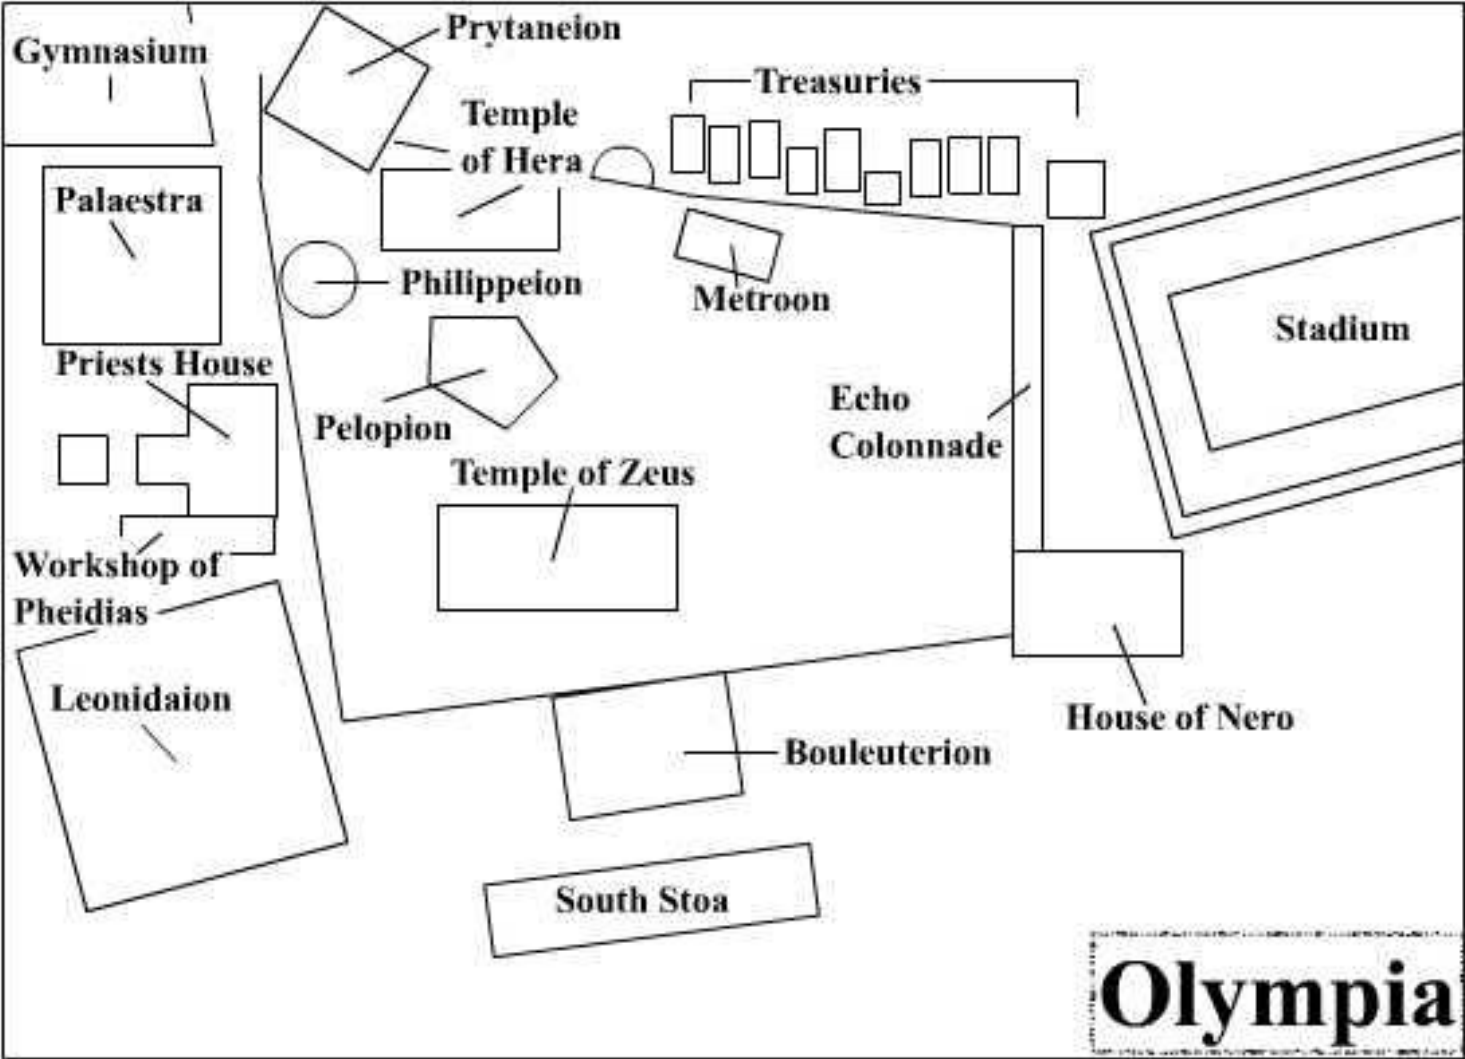 Prytaneion
Gymnasium
Treasuries
Temple
of Hera
Palaestra
Philippeion
Metroon
Stadium
Priests House
Echo
Colonnade
Pelopion
Temple of Zeus
Workshop of
Pheidias
Leonidaion
House of Nero
Bouleuterion
South Stoa
Olympia